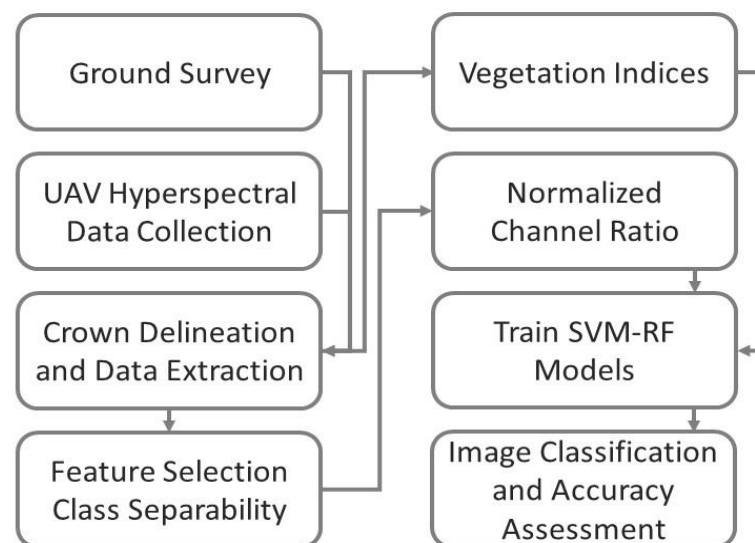 Ground Survey
UAV Hyperspectral
Data Collection
Crown Delineation
and Data Extraction
Feature Selection
Class Separability
Vegetation Indices
Normalized
Channel Ratio
Train SVM-RF
Models
Image Classification
and Accuracy
Assessment